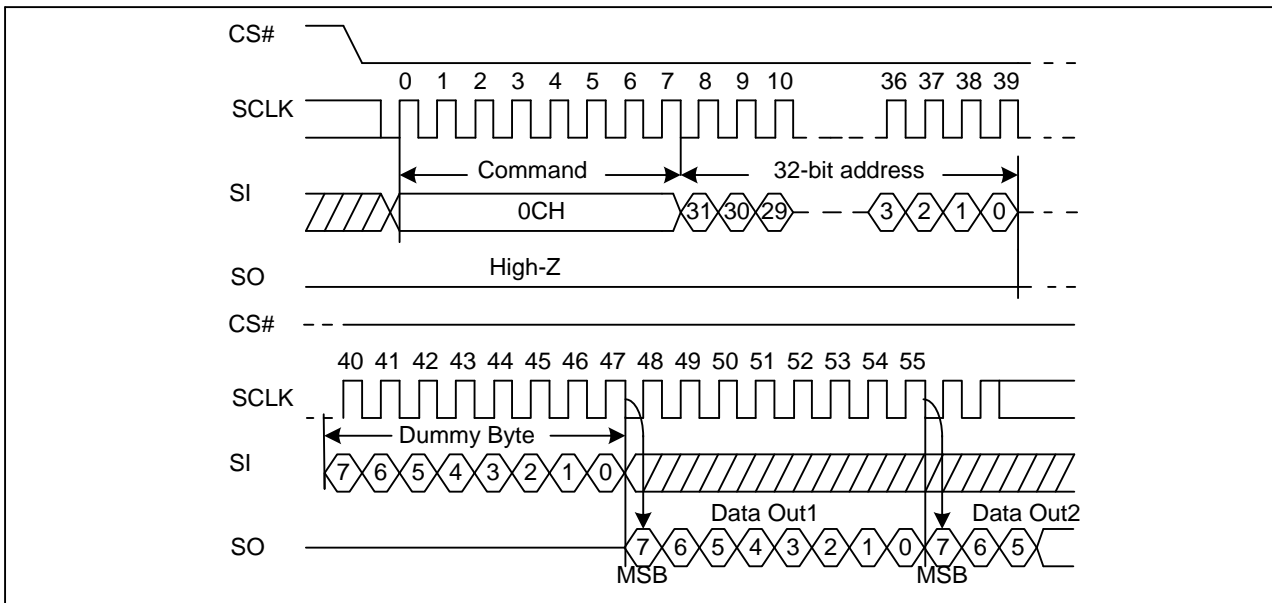 CS#
0 1 2 3 4 5 6 7 8 9 10 36 37 38 39
SCLK
Command 32-bit address
SI
0CH 31 30 29 3 2 1 0
High-Z
SO
CS#
40 41 42 43 44 45 46 47 48 49 50 51 52 53 54 55
SCLK
Dummy Byte
SI
7 6 5 4 3 2 1 0
Data Out1 Data Out2
SO
7 6 5 4 3 2 1 0 7 6 5
MSB MSB